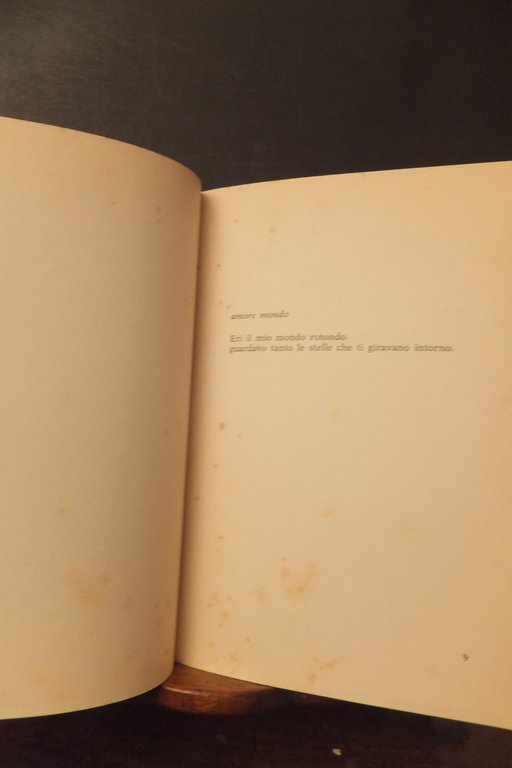 amore mondo
Eri il mio mondo rotondo
guardavo tanto le stelle che ti giravano intorno.
9